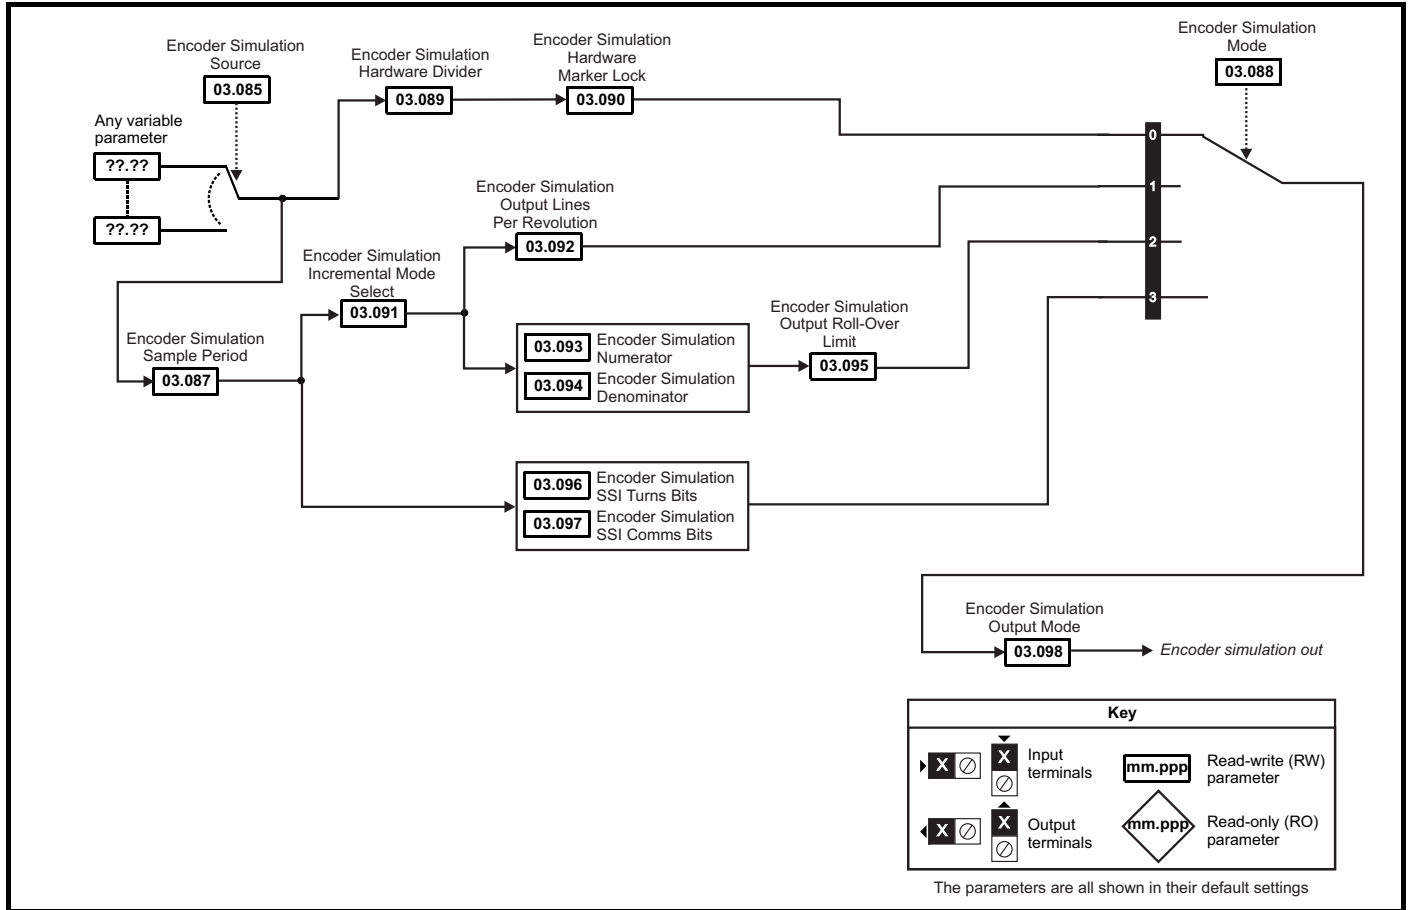 Encoder Simulation
Source
03.085
Any variable
parameter
??.??
??.??
Encoder Simulation
Hardware Divider
03.089
Encoder Simulation
Hardware
Marker Lock
03.090
Encoder Simulation
Mode
03.088
0
1
2
3
Encoder Simulation
Output Lines
Per Revolution
03.092
Encoder Simulation
Incremental Mode
Select
03.091
Encoder Simulation
Sample Period
03.087
03.093
Encoder Simulation
Numerator
03.094
Encoder Simulation
Denominator
Encoder Simulation
Output Roll-Over
Limit
03.095
03.096
Encoder Simulation
SSI Turns Bits
03.097
Encoder Simulation
SSI Comms Bits
Encoder Simulation
Output Mode
03.098
Encoder simulation out
Key
X
X
Input
terminals
mm.ppp
Read-write (RW)
parameter
X
X
Output
terminals
mm.ppp
Read-only (RO)
parameter
The parameters are all shown in their default settings